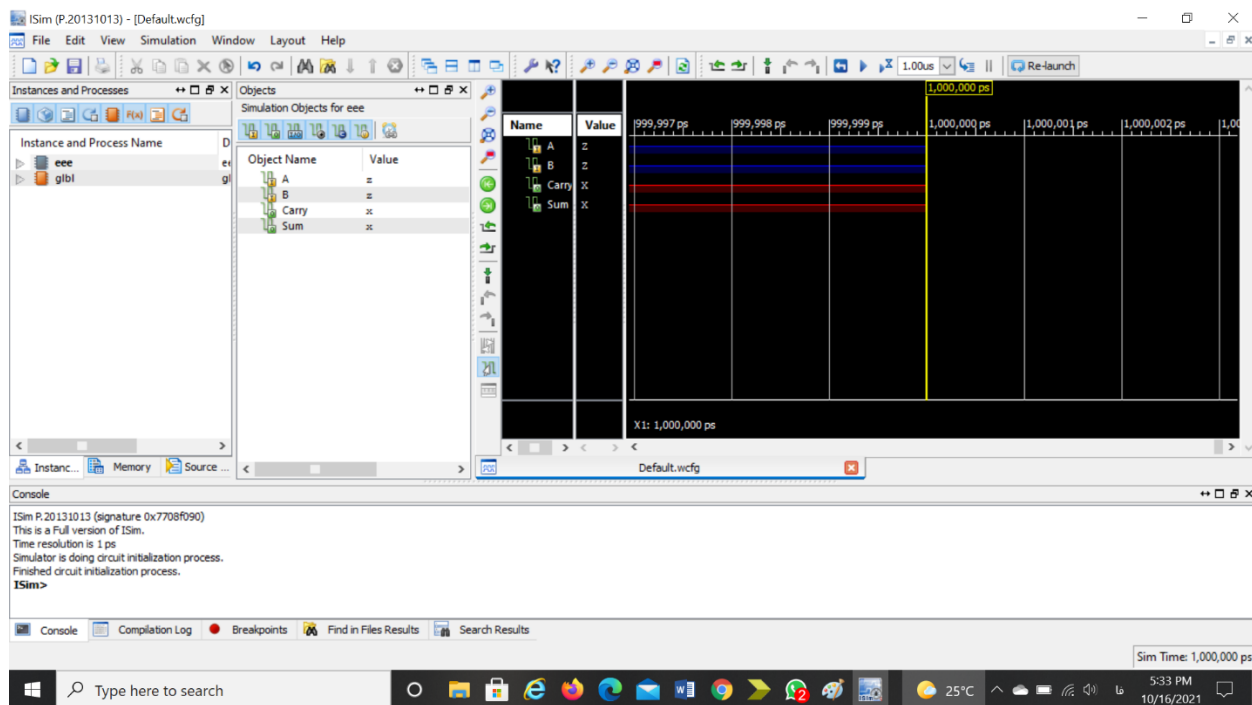 ISim (P.20131013) - [Default.wcfg]
File Edit View Simulation Window Layout Help
1.00us Re-launch
Instances and Processes
Instance and Process Name D
eee ee
glbl gl
Instanc... Memory Source ...
Objects
Simulation Objects for eee
Object Name Value
A z
B z
Carry x
Sum x
Name Value
A z
B z
Carry x
Sum x
1,000,000 ps
999,997 ps 999,998 ps 999,999 ps 1,000,000 ps 1,000,001 ps 1,000,002 ps 1,00
X1: 1,000,000 ps
Default.wcfg
Console
ISim P.20131013 (signature 0x7708f090)
This is a Full version of ISim.
Time resolution is 1 ps
Simulator is doing circuit initialization process.
Finished circuit initialization process.
ISim>
Console Compilation Log Breakpoints Find in Files Results Search Results
Sim Time: 1,000,000 ps
Type here to search
2
25°C
فا
5:33 PM
10/16/2021